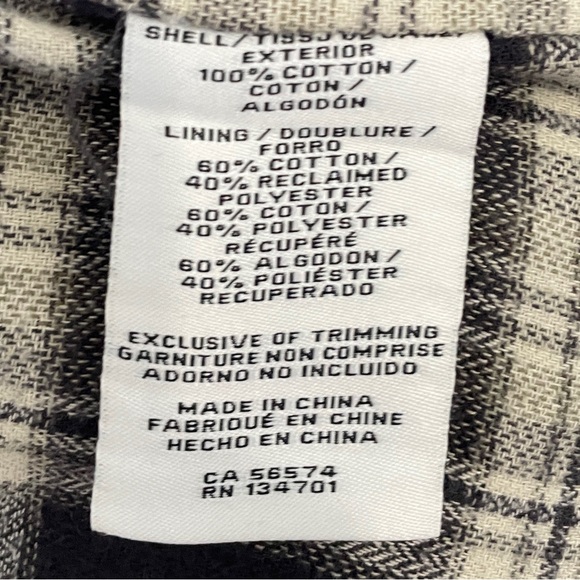 SHELL /
EXTERIOR
100% COTTON /
COTON /
ALGODÓN
LINING / DOUBLURE /
FORRO
60% COTTON /
40% RECLAIMED
POLYESTER
60% COTON /
40% POLYESTER
RÉCUPÉRÉ
60% ALGODON /
40% POLIÉSTER
RECUPERADO
EXCLUSIVE OF TRIMMING
GARNITURE NON COMPRISE
ADORNO NO INCLUIDO
MADE IN CHINA
FABRIQUÉ EN CHINE
HECHO EN CHINA
CA 56574
RN 134701